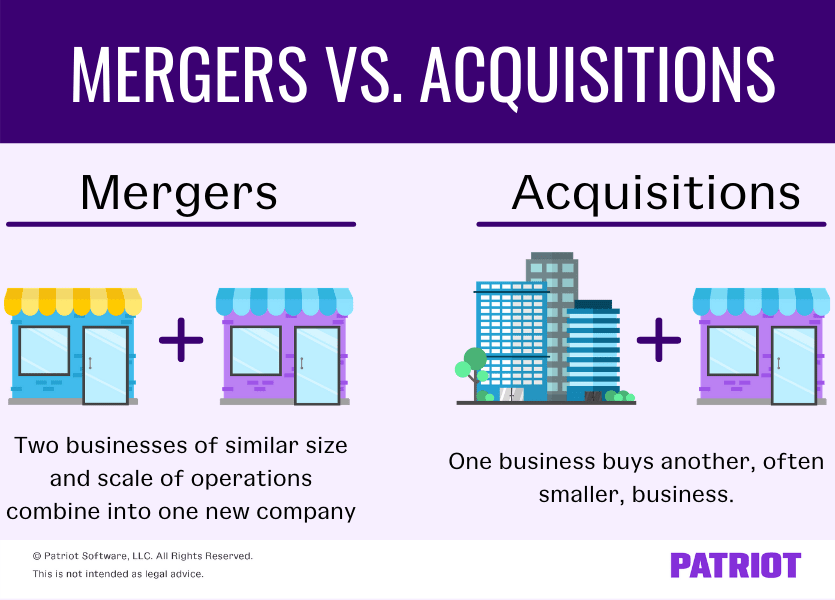 MERGERS VS. ACQUISITIONS
Mergers
Two businesses of similar size
and scale of operations
combine into one new company
Acquisitions
One business buys another, often
smaller, business.
© Patriot Software, LLC. All Rights Reserved.
This is not intended as legal advice.
PATRIOT